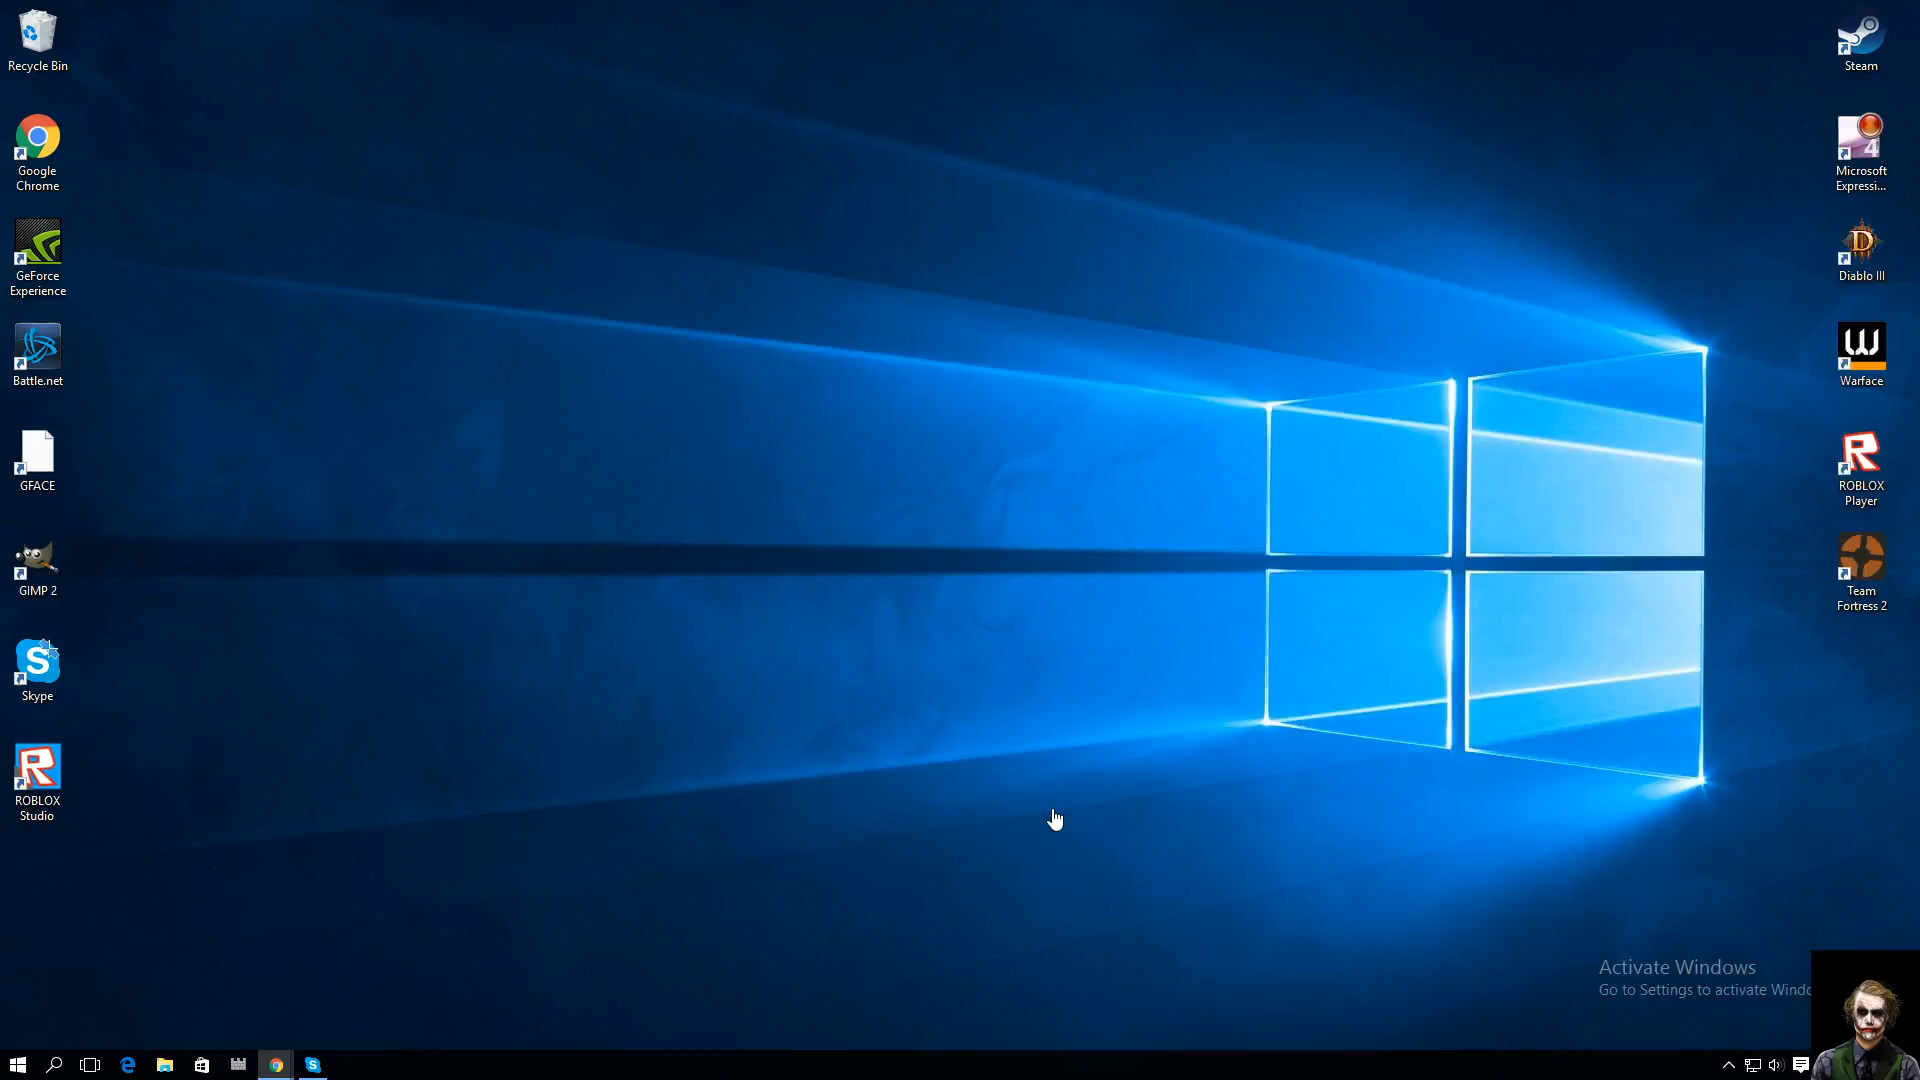 Recycle Bin
Google
Chrome
GeForce
Experience
Battle.net
GFACE
GIMP 2
Skype
ROBLOX
Studio
Steam
4
Microsoft
Expressi...
Diablo III
Warface
ROBLOX
Player
Team
Fortress 2
Activate Windows
Go to Settings to activate